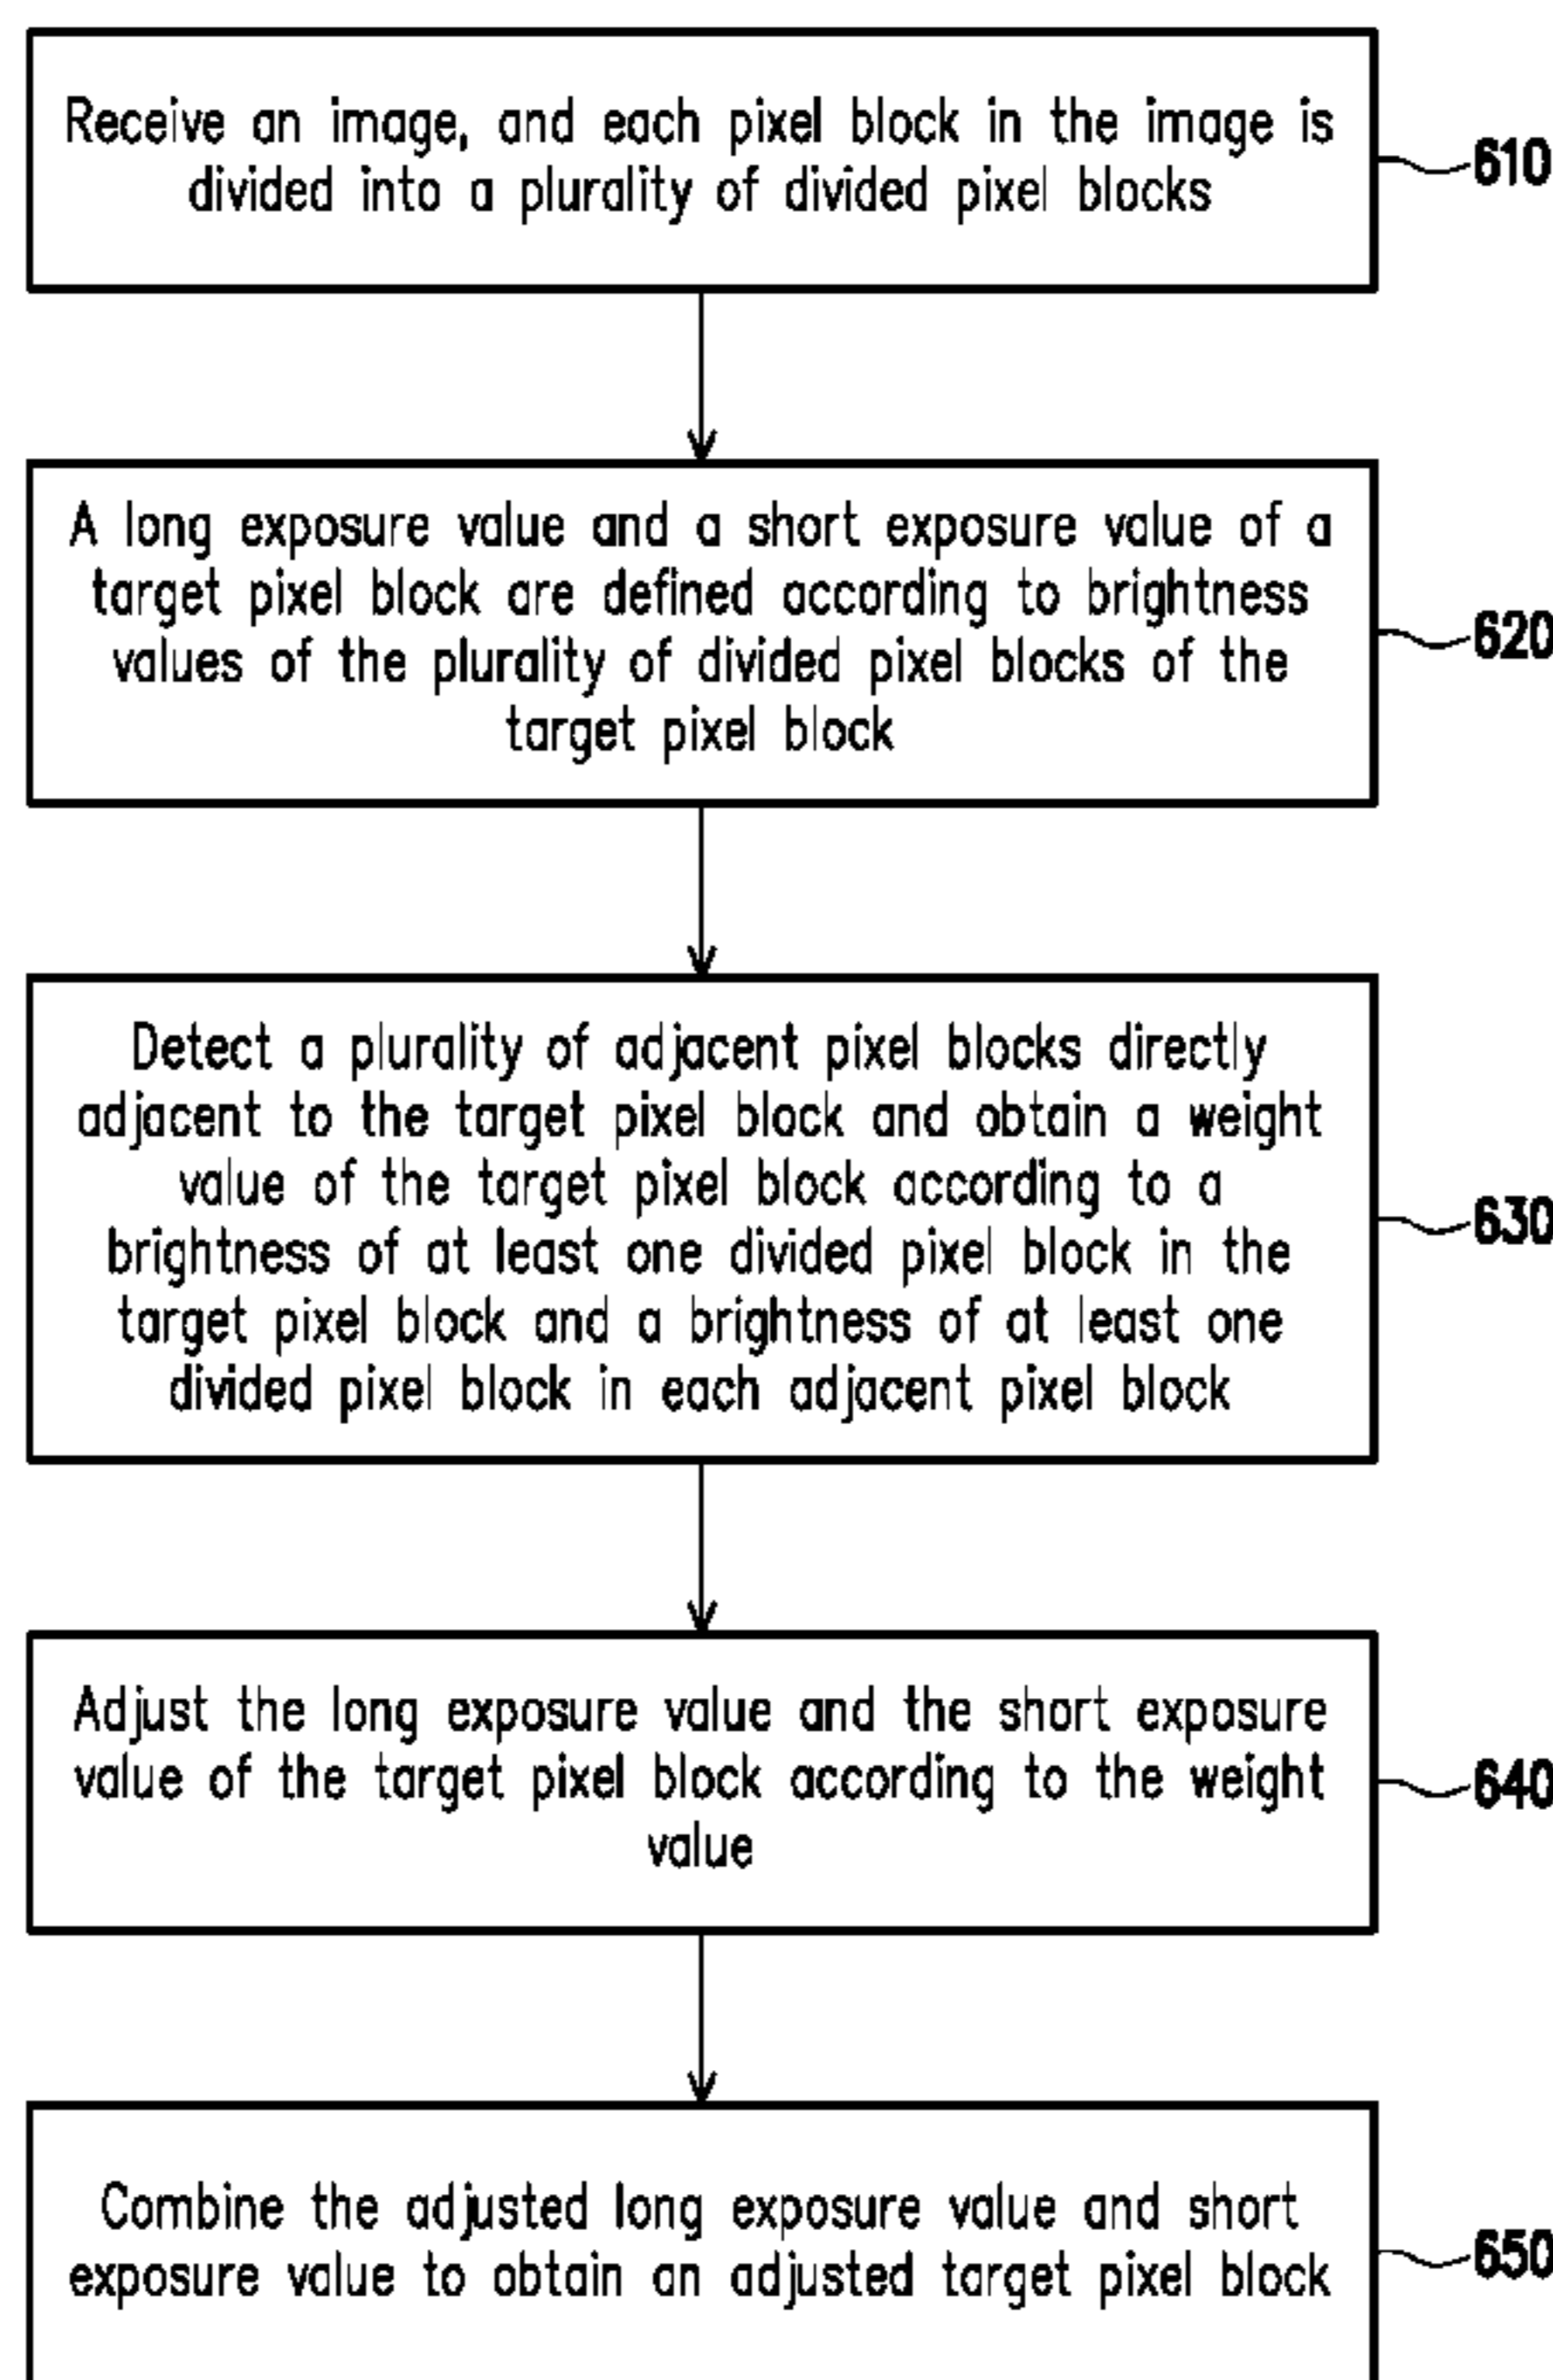 Receive an image, and each pixel block in the image is
divided into a plurality of divided pixel blocks
610
A long exposure value and a short exposure value of a
target pixel block are defined according to brightness
values of the plurality of divided pixel blocks of the
target pixel block
620
Detect a plurality of adjacent pixel blocks directly
adjacent to the target pixel block and obtain a weight
value of the target pixel block according to a
brightness of at least one divided pixel block in the
target pixel block and a brightness of at least one
divided pixel block in each adjacent pixel block
630
Adjust the long exposure value and the short exposure
value of the target pixel block according to the weight
value
640
Combine the adjusted long exposure value and short
exposure value to obtain an adjusted target pixel block
650